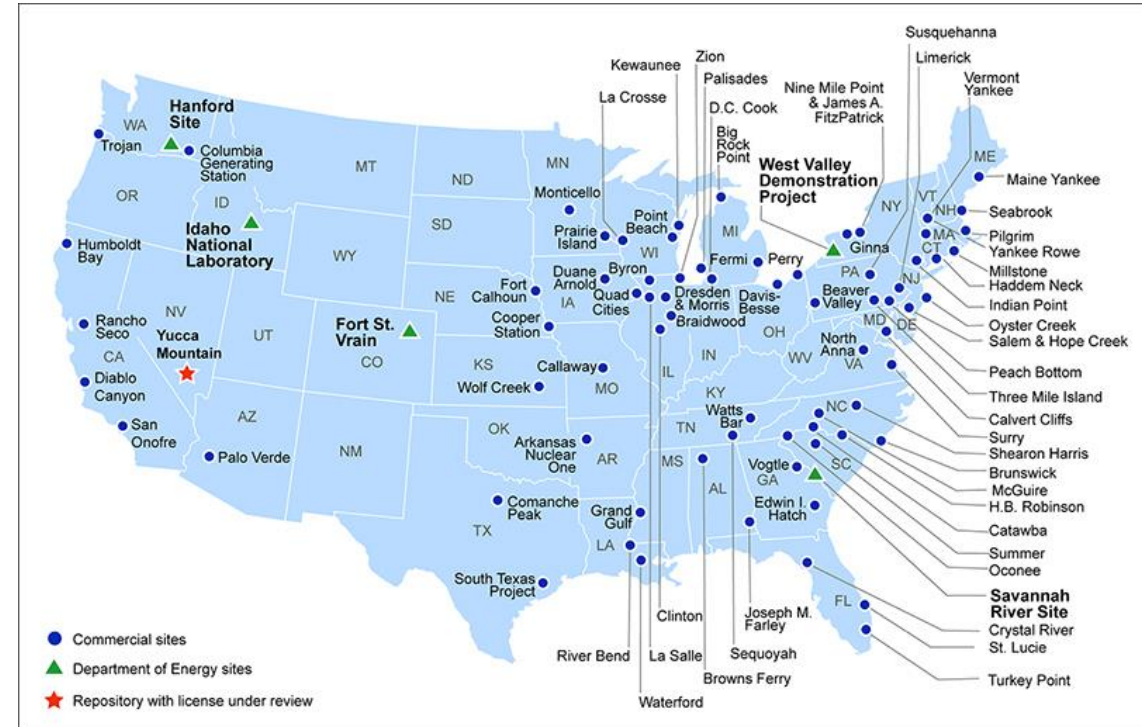 Susquehanna
Limerick
Vermont
Yankee
Zion
Kewaunee
Palisades
La Crosse
D.C. Cook
Big
Rock
Point
Nine Mile Point
& James A.
FitzPatrick
West Valley
Demonstration
Project
Hanford
Site
WA
Trojan
Columbia
Generating
Station
MT
ND
MN
Monticello
ME
Maine Yankee
OR
ID
Idaho
National
Laboratory
SD
Prairie
Island
Point
Beach
WI
MI
NY
VT
NH
MA
CT
Seabrook
Pilgrim
Yankee Rowe
Millstone
Haddem Neck
Indian Point
Oyster Creek
Salem & Hope Creek
Peach Bottom
Three Mile Island
Calvert Cliffs
Surry
Shearon Harris
Brunswick
McGuire
H.B. Robinson
Catawba
Summer
Oconee
Savannah
River Site
Crystal River
St. Lucie
Turkey Point
Humboldt
Bay
WY
Ginna
Fermi
Perry
Duane
Arnold
Byron
Fort
Calhoun
NE
IA
Quad
Cities
Dresden
& Morris
Braidwood
Davis-
Besse
Beaver
Valley
PA
NJ
MD
DE
OH
NV
Rancho
Seco
Yucca
Mountain
UT
Fort St.
Vrain
CO
Cooper
Station
CA
Diablo
Canyon
KS
Callaway
Wolf Creek
MO
IL
IN
WV
VA
North
Anna
KY
San
Onofre
AZ
Palo Verde
NM
OK
Arkansas
Nuclear
One
AR
TN
Watts
Bar
NC
SC
MS
AL
Vogtle
GA
Edwin I.
Hatch
Comanche
Peak
TX
Grand
Gulf
LA
South Texas
Project
FL
Clinton
Joseph M.
Farley
River Bend
La Salle
Sequoyah
Browns Ferry
Waterford
Commercial sites
Department of Energy sites
Repository with license under review